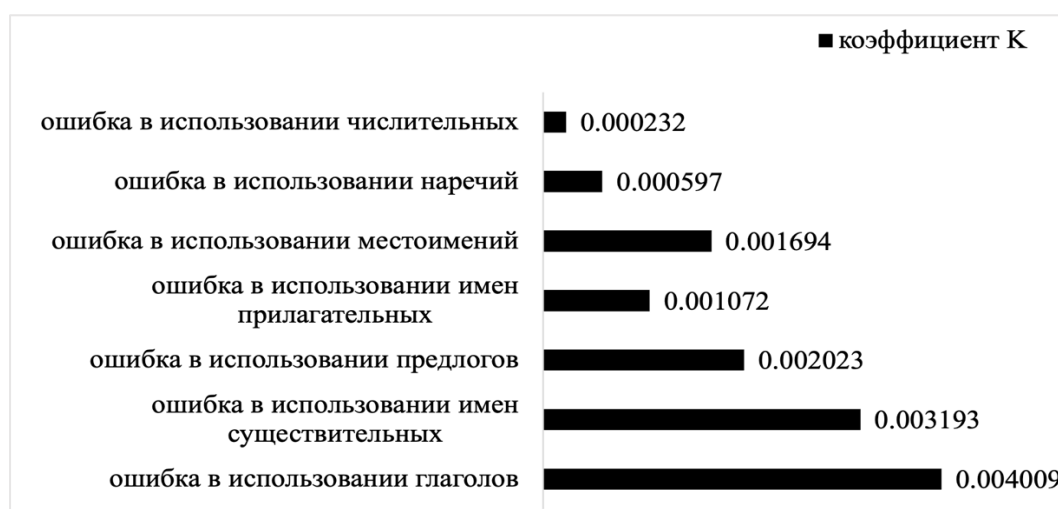 коэффициент К
ошибка в использовании числительных
0.000232
ошибка в использовании наречий
0.000597
ошибка в использовании местоимений
0.001694
ошибка в использовании имен
прилагательных
0.001072
ошибка в использовании предлогов
0.002023
ошибка в использовании имен
существительных
0.003193
ошибка в использовании глаголов
0.004009